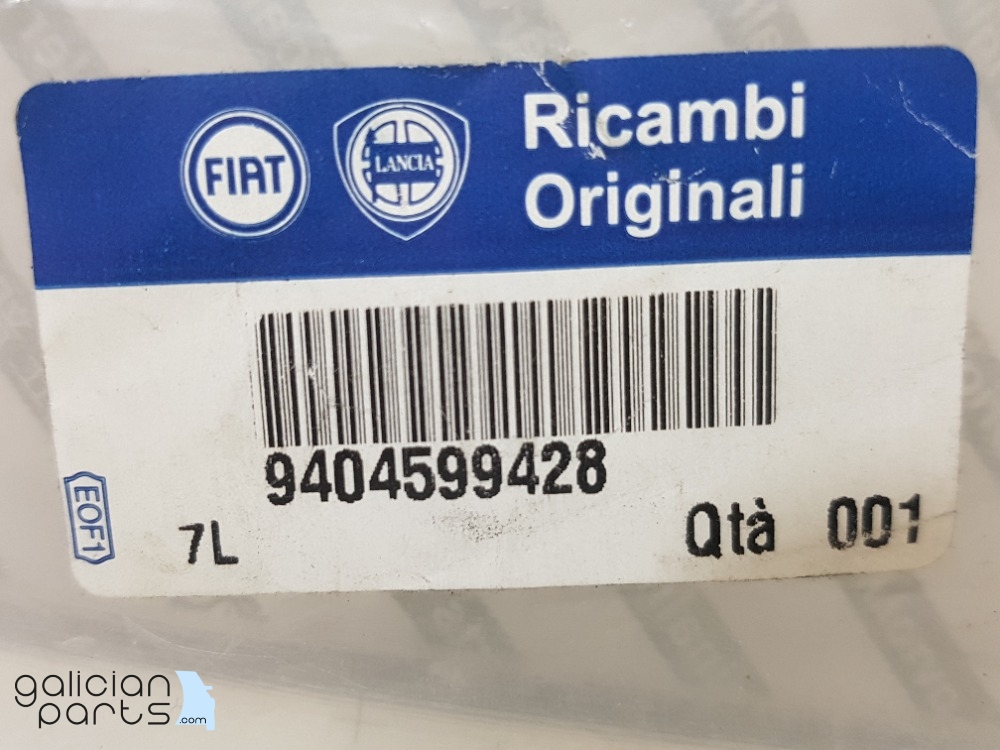 FIAT
LANCIA
Ricambi
Originali
9404599428
EOF1
7L
Qtà 001
galician
parts.com